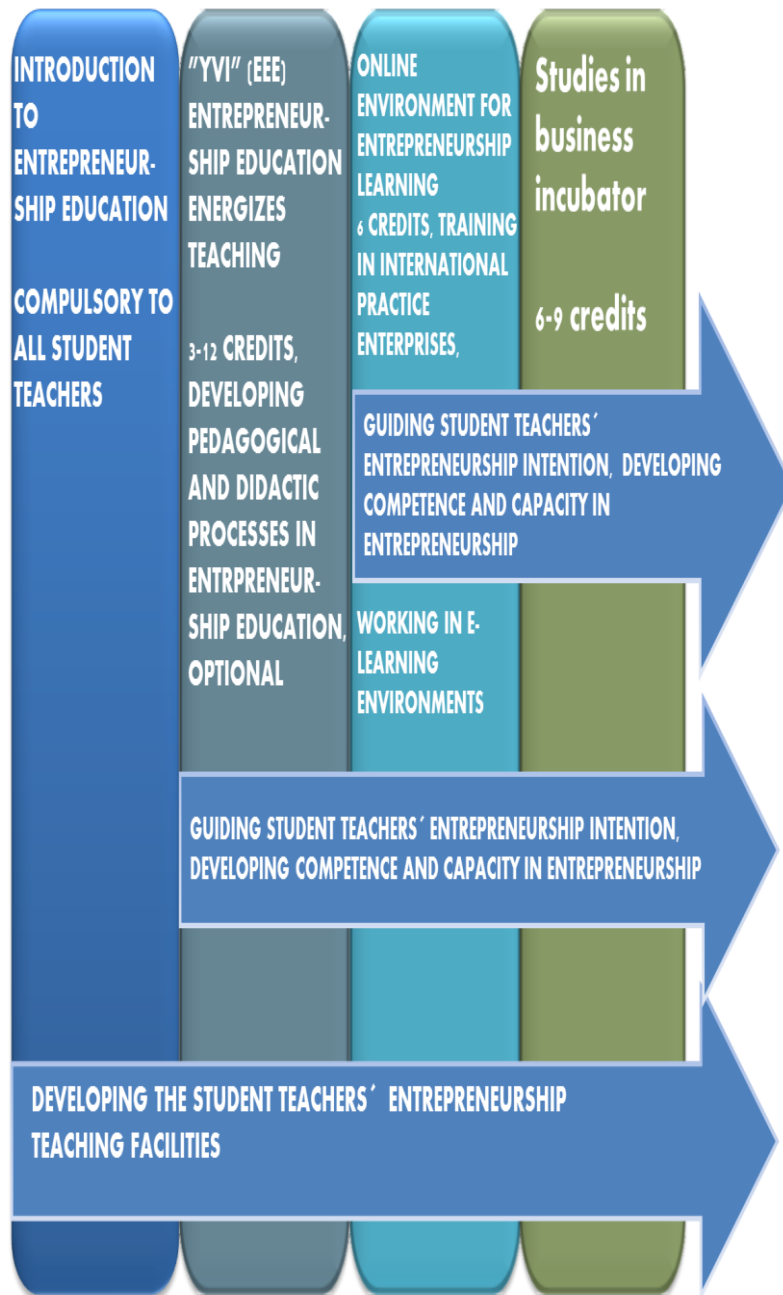 INTRODUCTION
TO
ENTREPRENEUR-
SHIP EDUCATION
COMPULSORY TO
ALL STUDENT
TEACHERS
"YVI" (EEE)
ENTREPRENEUR-
SHIP EDUCATION
ENERGIZES
TEACHING
3-12 CREDITS,
DEVELOPING
PEDAGOGICAL
AND DIDACTIC
PROCESSES IN
ENTRPRENEUR-
SHIP EDUCATION,
OPTIONAL
ONLINE
ENVIRONMENT FOR
ENTREPRENEURSHIP
LEARNING
6 CREDITS, TRAINING
IN INTERNATIONAL
PRACTICE
ENTERPRISES,
WORKING IN E-
LEARNING
ENVIRONMENTS
Studies in
business
incubator
6-9 credits
GUIDING STUDENT TEACHERS´
ENTREPRENEURSHIP INTENTION, DEVELOPING
COMPETENCE AND CAPACITY IN
ENTREPRENEURSHIP
GUIDING STUDENT TEACHERS´ ENTREPRENEURSHIP INTENTION,
DEVELOPING COMPETENCE AND CAPACITY IN ENTREPRENEURSHIP
DEVELOPING THE STUDENT TEACHERS´ ENTREPRENEURSHIP
TEACHING FACILITIES